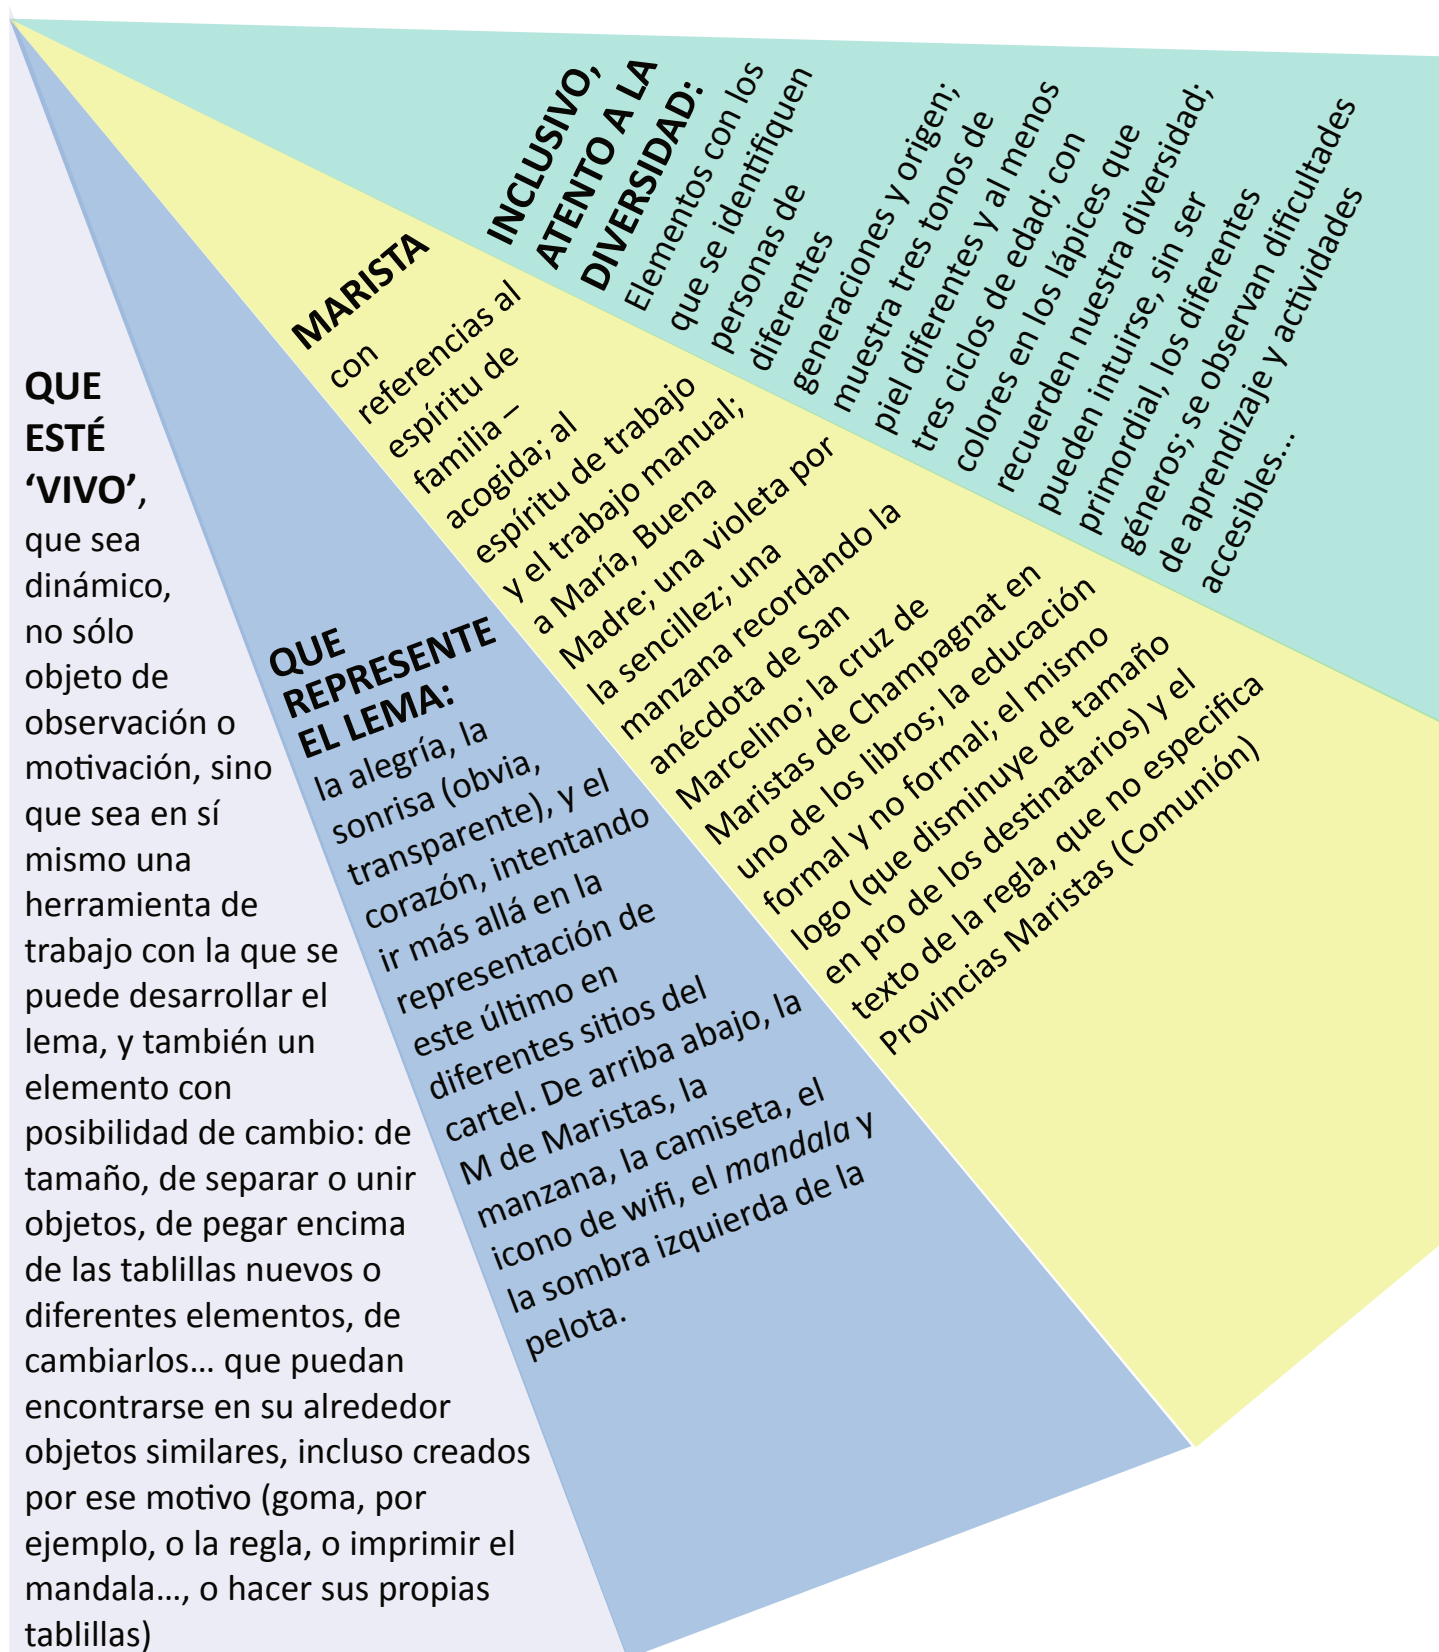 QUE
ESTÉ
‘VIVO’,
que sea
dinámico,
no sólo
objeto de
observación o
motivación, sino
que sea en sí
mismo una
herramienta de
trabajo con la que se
puede desarrollar el
lema, y también un
elemento con
posibilidad de cambio: de
tamaño, de separar o unir
objetos, de pegar encima
de las tablillas nuevos o
diferentes elementos, de
cambiarlos… que puedan
encontrarse en su alrededor
objetos similares, incluso creados
por ese motivo (goma, por
ejemplo, o la regla, o imprimir el
mandala…, o hacer sus propias
tablillas)
QUE
REPRESENTE
EL LEMA:
la alegría, la
sonrisa (obvia,
transparente), y el
corazón, intentando
ir más allá en la
representación de
este último en
diferentes sitios del
cartel. De arriba abajo, la
M de Maristas, la
manzana, la camiseta, el
icono de wifi, el mandala y
la sombra izquierda de la
pelota.
MARISTA
con
referencias al
espíritu de
familia –
acogida; al
espíritu de trabajo
y el trabajo manual;
a María, Buena
Madre; una violeta por
la sencillez; una
manzana recordando la
anécdota de San
Marcelino; la cruz de
Maristas de Champagnat en
uno de los libros; la educación
formal y no formal; el mismo
logo (que disminuye de tamaño
en pro de los destinatarios) y el
texto de la regla, que no especifica
Provincias Maristas (Comunión)
INCLUSIVO,
ATENTO A LA
DIVERSIDAD:
Elementos con los
que se identifiquen
personas de
diferentes
generaciones y origen;
muestra tres tonos de
piel diferentes y al menos
tres ciclos de edad; con
colores en los lápices que
recuerden nuestra diversidad;
pueden intuirse, sin ser
primordial, los diferentes
géneros; se observan dificultades
de aprendizaje y actividades
accesibles…